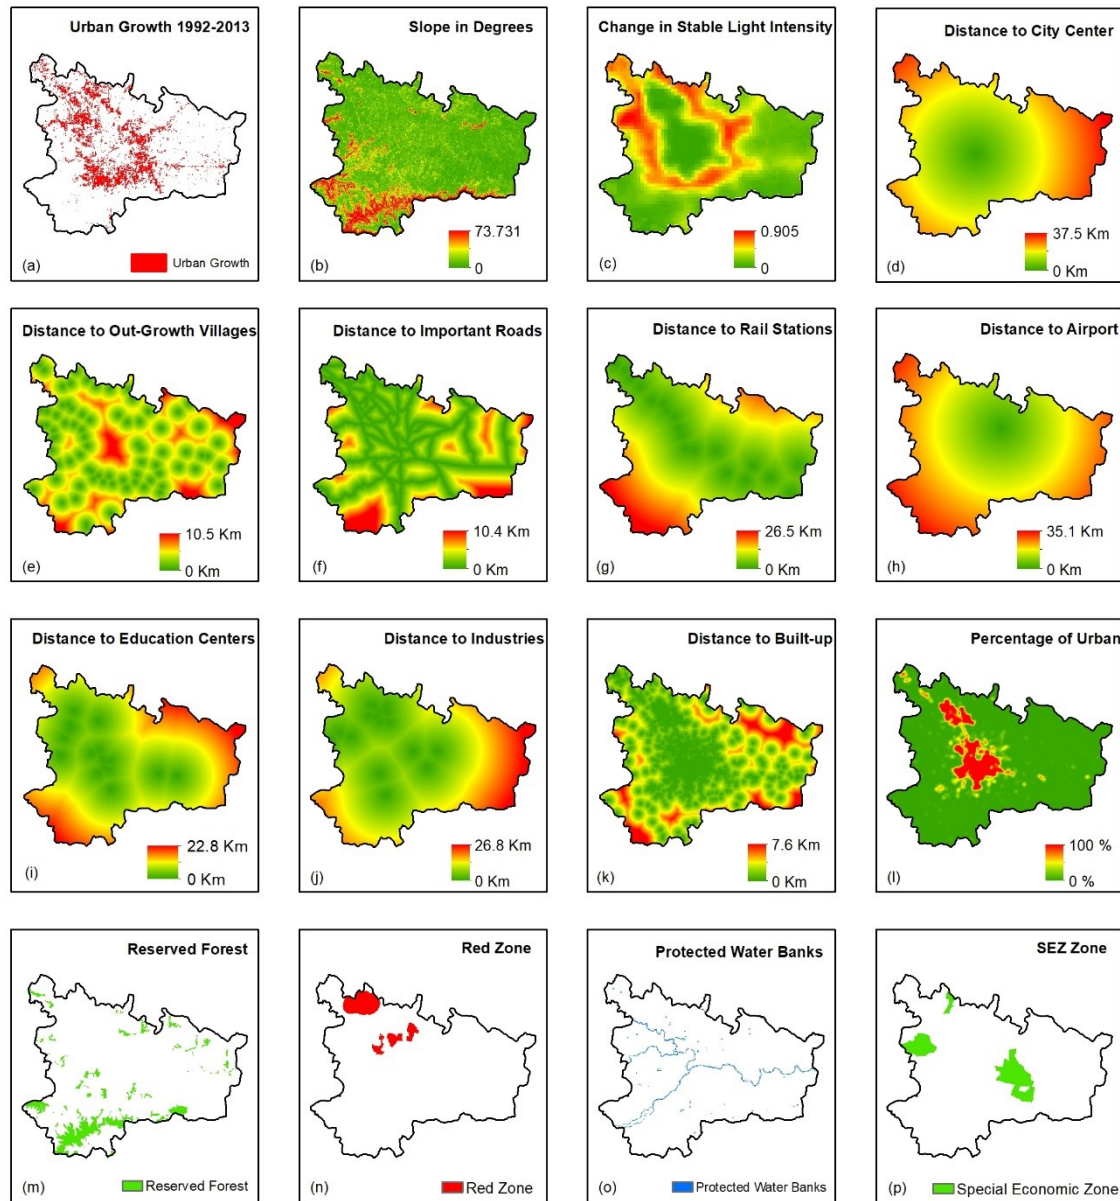 Urban Growth 1992-2013
Urban Growth
(a)
Slope in Degrees
73.731
0
(b)
Change in Stable Light Intensity
0.905
0
(c)
Distance to City Center
37.5 Km
0 Km
(d)
Distance to Out-Growth Villages
10.5 Km
0 Km
(e)
Distance to Important Roads
10.4 Km
0 Km
(f)
Distance to Rail Stations
26.5 Km
0 Km
(g)
Distance to Airport
35.1 Km
0 Km
(h)
Distance to Education Centers
22.8 Km
0 Km
(i)
Distance to Industries
26.8 Km
0 Km
(j)
Distance to Built-up
7.6 Km
0 Km
(k)
Percentage of Urban
100 %
0 %
(l)
Reserved Forest
(m)
Reserved Forest
Red Zone
(n)
Red Zone
Protected Water Banks
(o)
Protected Water Banks
SEZ Zone
(p)
Special Economic Zone